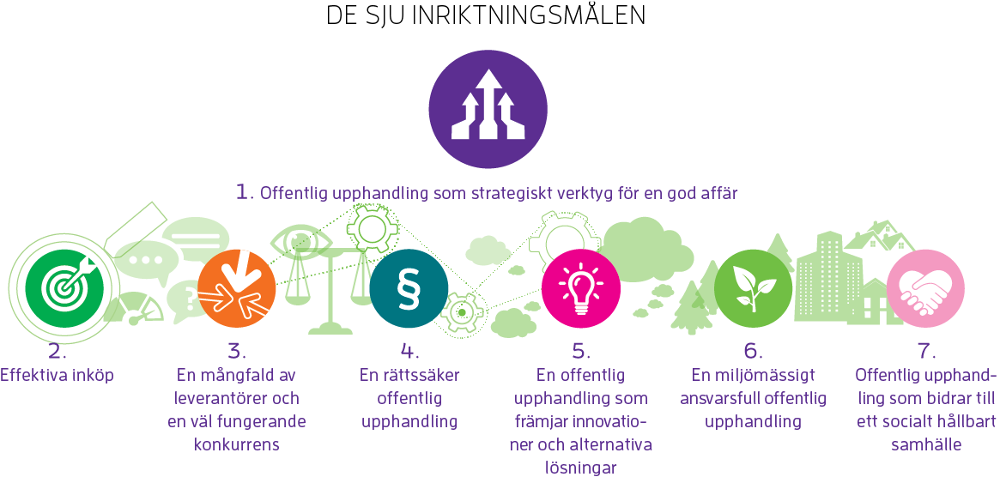 DE SJU INRIKTNINGSMÅLEN
1. Offentlig upphandling som strategiskt verktyg för en god affär
§
?
2.
Effektiva inköp
3.
En mångfald av
leverantörer och
en väl fungerande
konkurrens
4.
En rättssäker
offentlig
upphandling
5.
En offentlig
upphandling som
främjar innovatio-
ner och alternativa
lösningar
6.
En miljömässigt
ansvarsfull offentlig
upphandling
7.
Offentlig upphand-
ling som bidrar till
ett socialt hållbart
samhälle